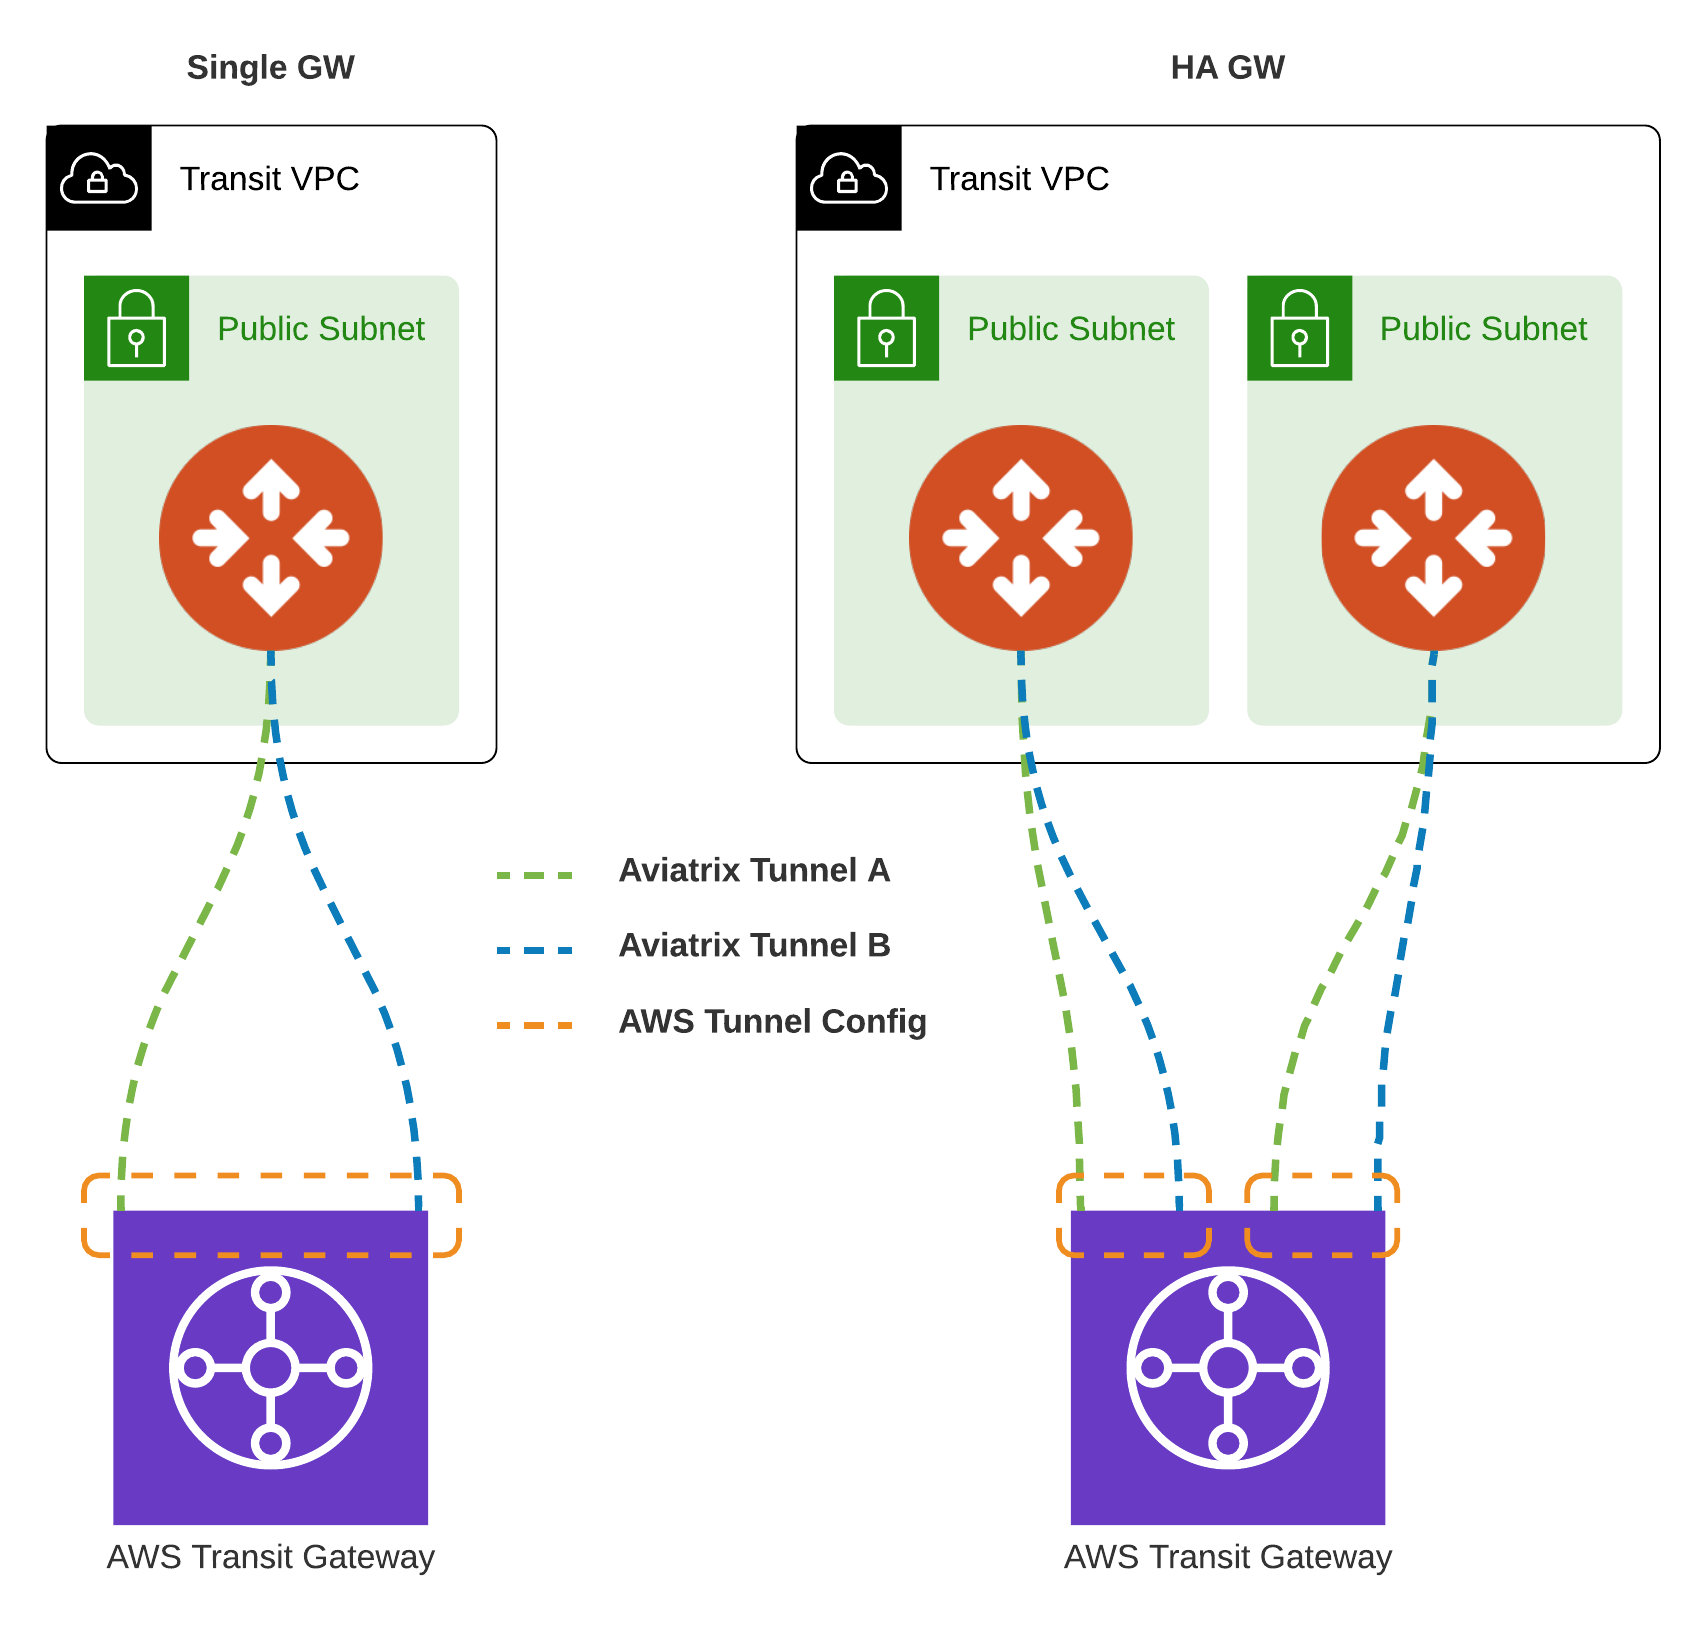 Single GW
HA GW
Transit VPC
Transit VPC
Public Subnet
Public Subnet
Public Subnet
Aviatrix Tunnel A
Aviatrix Tunnel B
AWS Tunnel Config
AWS Transit Gateway
AWS Transit Gateway